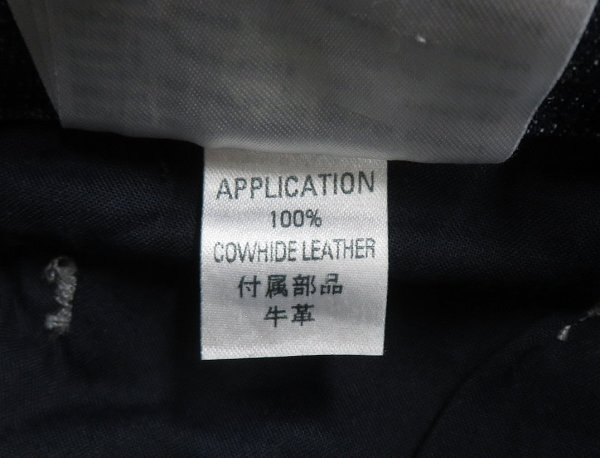 APPLICATION
100%
COWHIDE LEATHER
付属部品
牛革